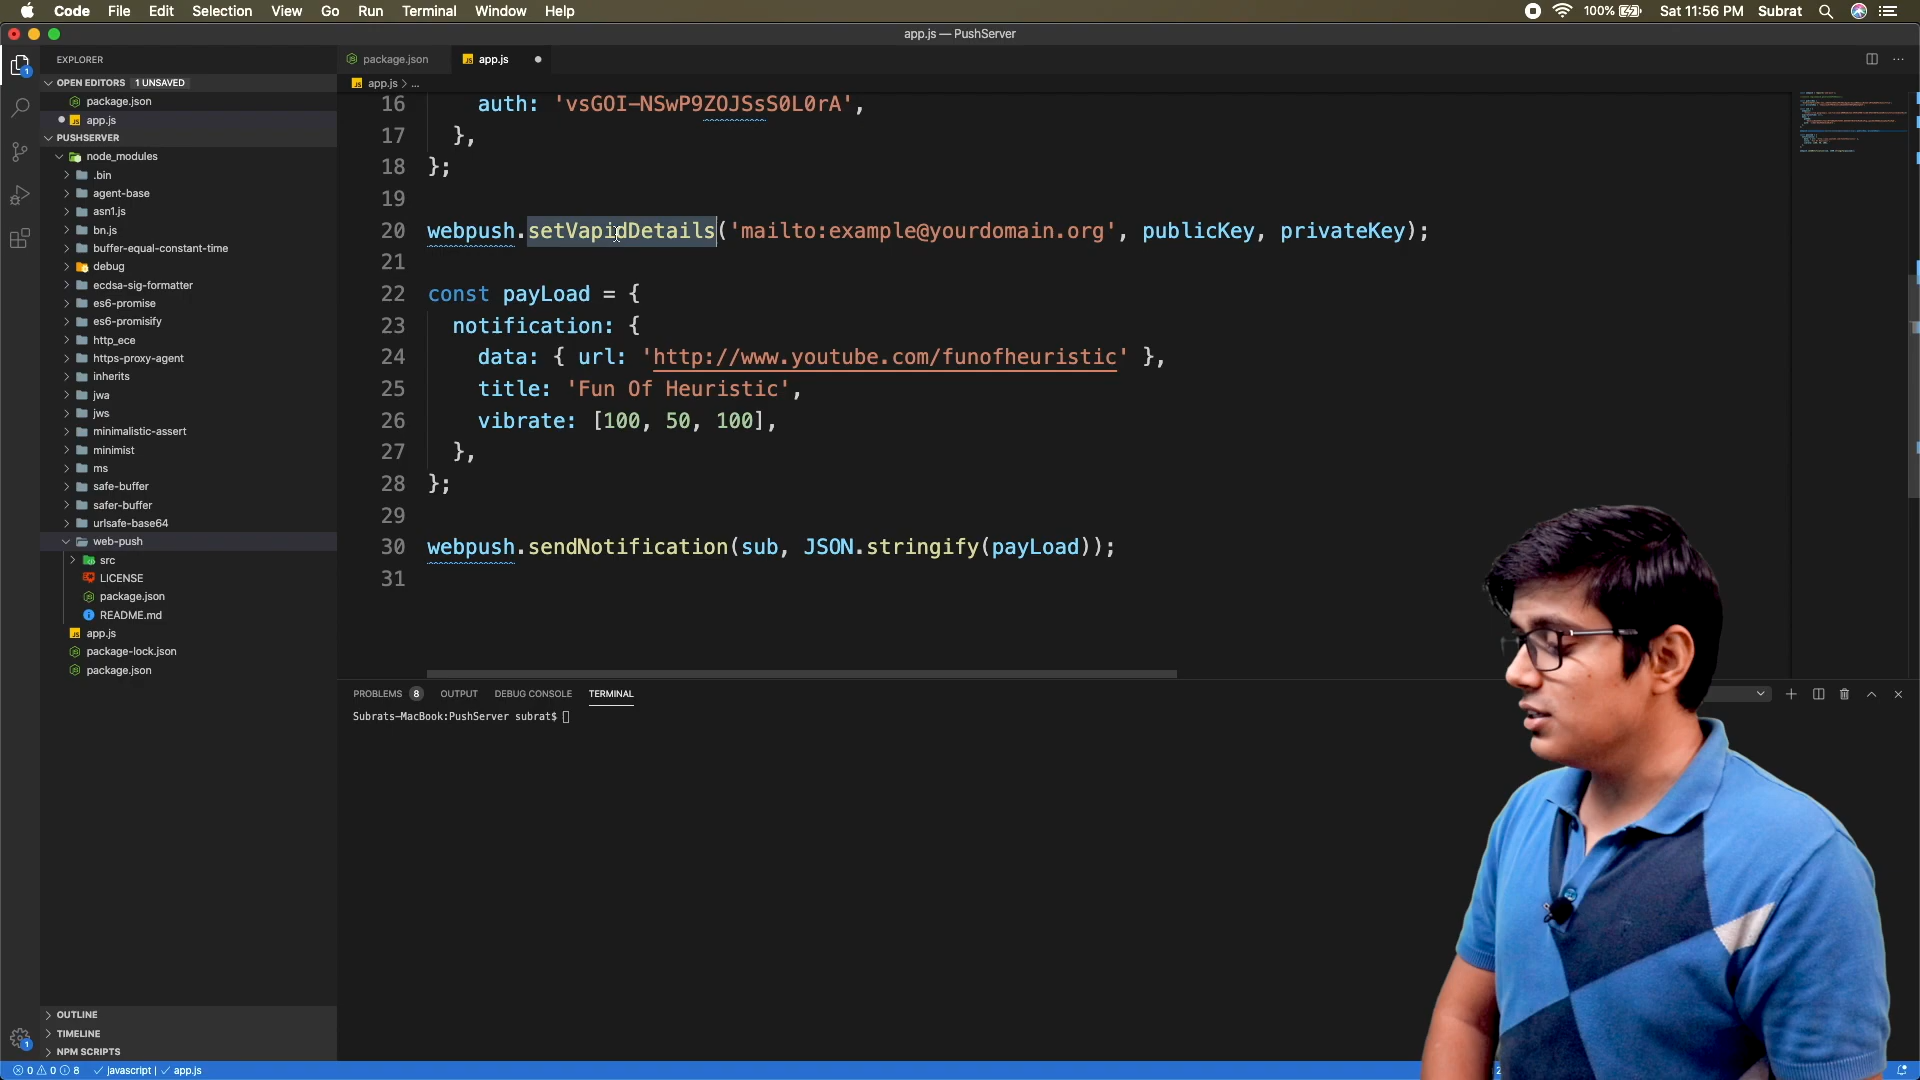 Code File Edit Selection View Go Run Terminal Window Help
100% Sat 11:56 PM Subrat
app.js — PushServer
EXPLORER
OPEN EDITORS 1 UNSAVED
package.json
app.js
PUSHSERVER
node_modules
.bin
agent-base
asn1.js
bn.js
buffer-equal-constant-time
debug
ecdsa-sig-formatter
es6-promise
es6-promisify
http_ece
https-proxy-agent
inherits
jwa
jws
minimalistic-assert
minimist
ms
safe-buffer
safer-buffer
urlsafe-base64
web-push
src
LICENSE
package.json
README.md
app.js
package-lock.json
package.json
OUTLINE
TIMELINE
NPM SCRIPTS
package.json app.js
app.js > ...
16 auth: 'vsGOI-NSwP9ZOJSsS0L0rA',
17 },
18 };
19
20 webpush.setVapidDetails('mailto:example@yourdomain.org', publicKey, privateKey);
21
22 const payLoad = {
23 notification: {
24 data: { url: 'http://www.youtube.com/funofheuristic' },
25 title: 'Fun Of Heuristic',
26 vibrate: [100, 50, 100],
27 },
28 };
29
30 webpush.sendNotification(sub, JSON.stringify(payLoad));
31
PROBLEMS 8 OUTPUT DEBUG CONSOLE TERMINAL
Subrats-MacBook:PushServer subrat$
0 0 8 javascript | app.js